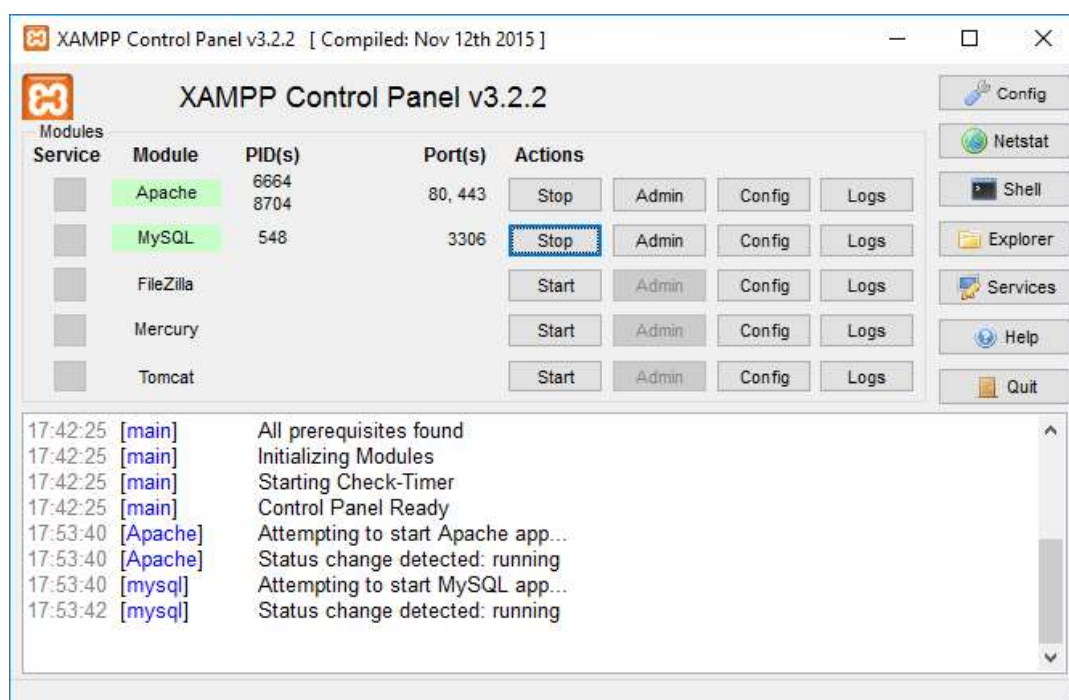 XAMPP Control Panel v3.2.2 [ Compiled: Nov 12th 2015 ]
XAMPP Control Panel v3.2.2
Config
Netstat
Shell
Explorer
Services
Help
Quit
Modules
Service Module PID(s) Port(s) Actions
Apache 6664 8704 80, 443 Stop Admin Config Logs
MySQL 548 3306 Stop Admin Config Logs
FileZilla Start Admin Config Logs
Mercury Start Admin Config Logs
Tomcat Start Admin Config Logs
17:42:25 [main] All prerequisites found
17:42:25 [main] Initializing Modules
17:42:25 [main] Starting Check-Timer
17:42:25 [main] Control Panel Ready
17:53:40 [Apache] Attempting to start Apache app...
17:53:40 [Apache] Status change detected: running
17:53:40 [mysql] Attempting to start MySQL app...
17:53:42 [mysql] Status change detected: running